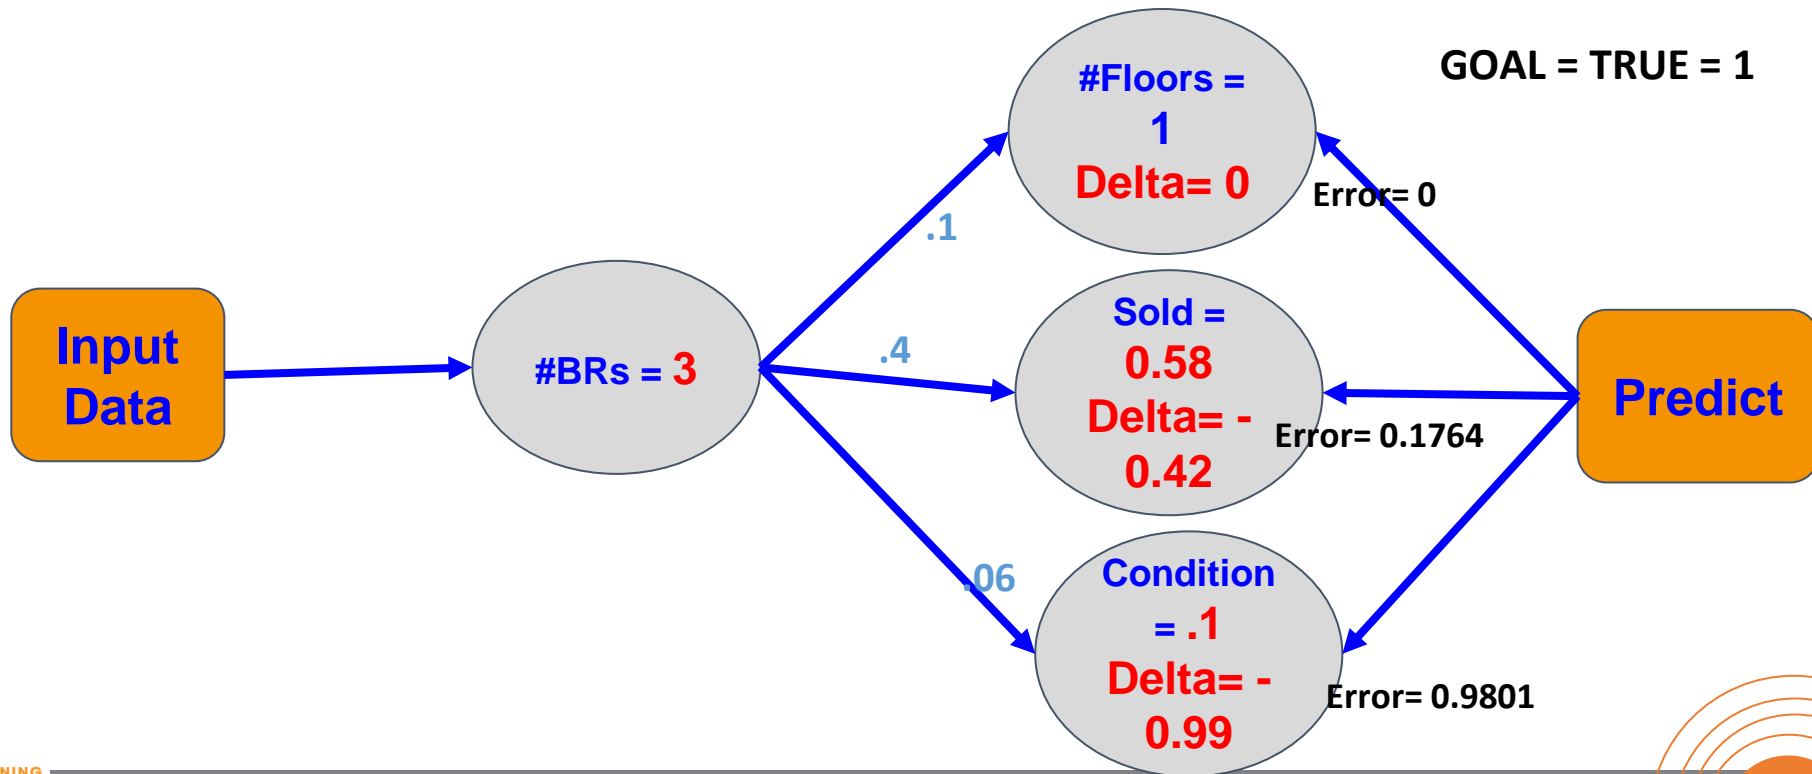 GOAL = TRUE = 1
#Floors =
1
Delta= 0
Error= 0
.1
Input
Data
#BRs = 3
.4
Sold =
0.58
Delta= -
0.42
Error= 0.1764
Predict
.06
Condition
= .1
Delta= -
0.99
Error= 0.9801